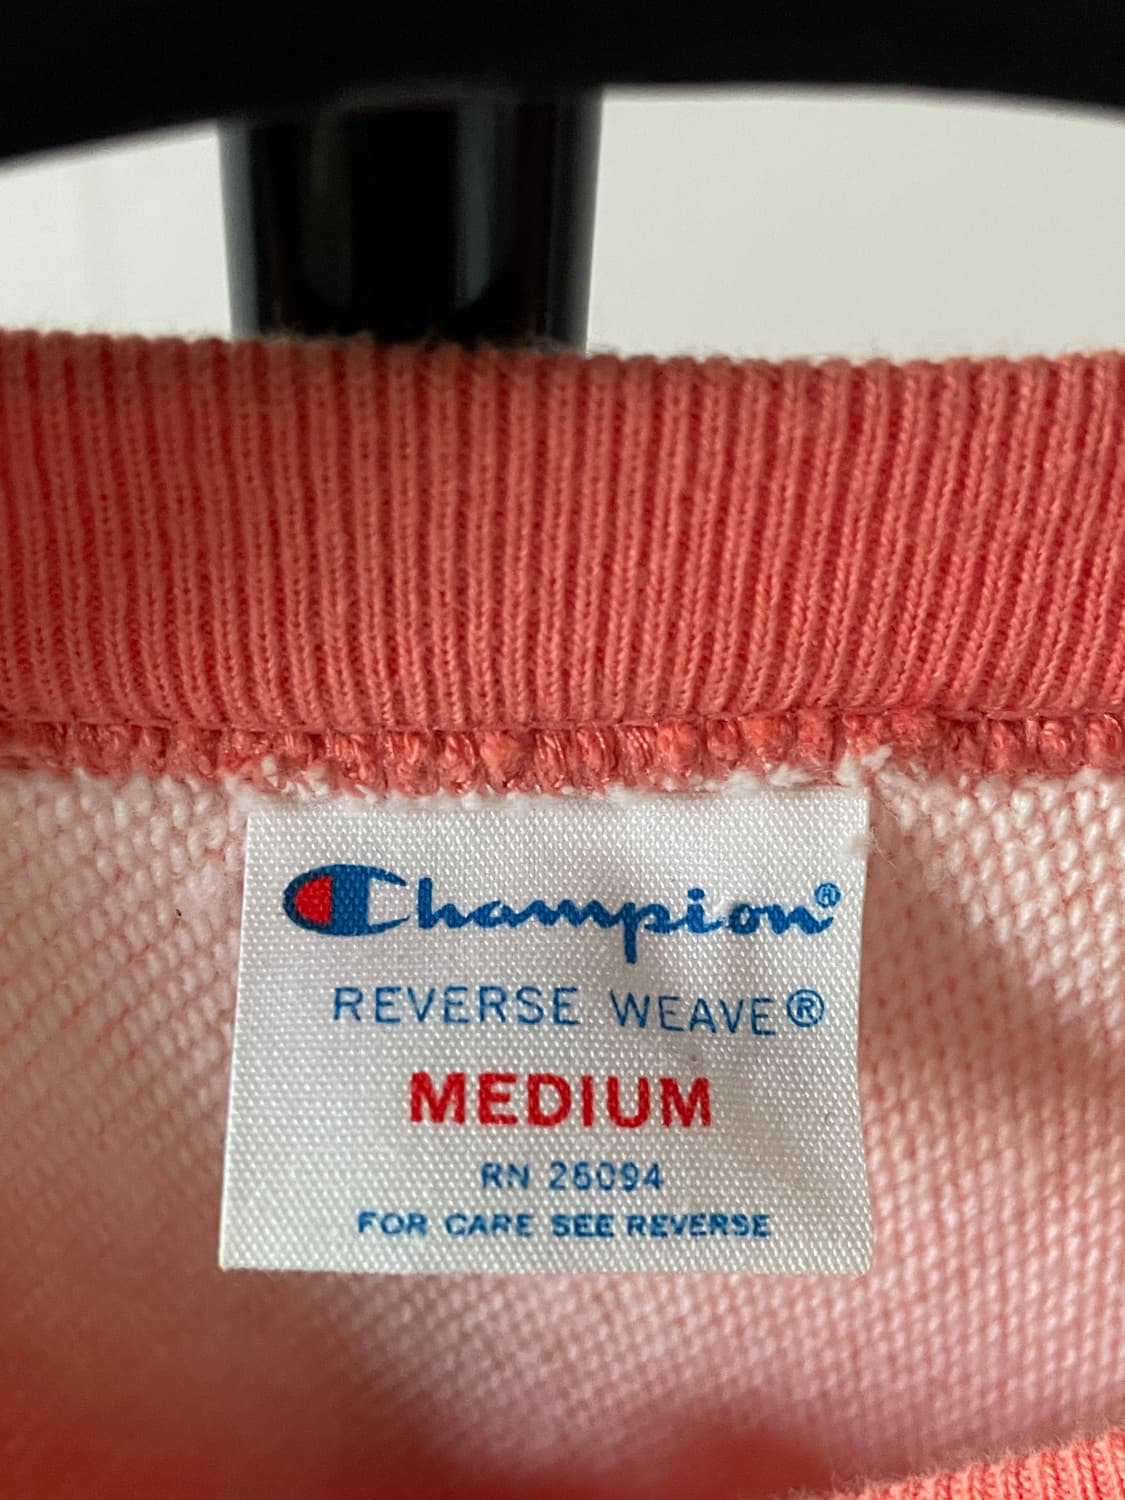 Champion®
REVERSE WEAVE®
MEDIUM
RN 26094
FOR CARE SEE REVERSE